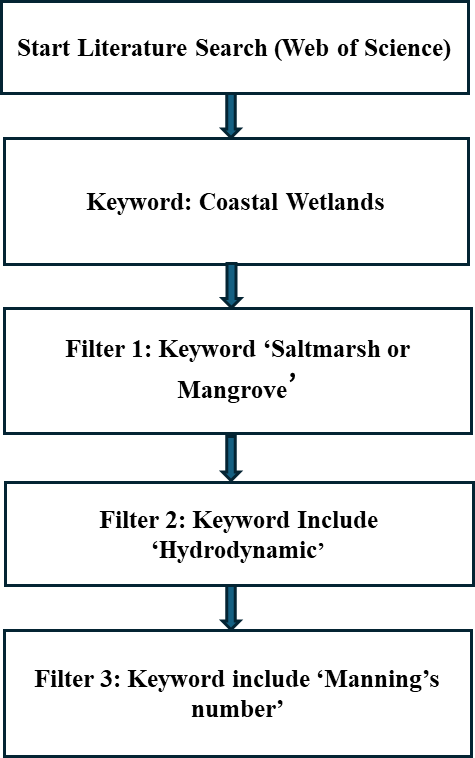 Start Literature Search (Web of Science)
Keyword: Coastal Wetlands
Filter 1: Keyword ‘Saltmarsh or
Mangrove’
Filter 2: Keyword Include
‘Hydrodynamic’
Filter 3: Keyword include ‘Manning’s
number’